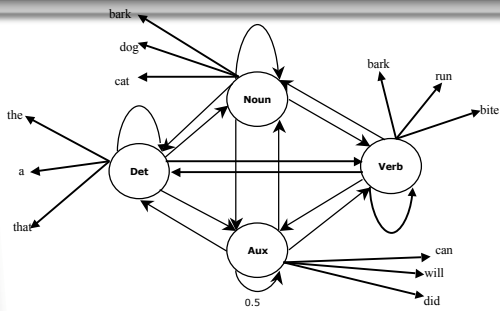 bark
dog
cat
Noun
bark
run
bite
the
a
that
Det
Verb
Aux
can
will
did
0.5